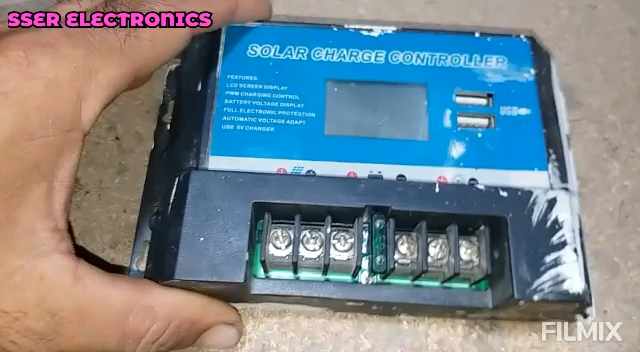 SSER ELECTRONICS
SOLAR CHARGE CONTROLLER
FEATURES:
LCD SCREEN DISPLAY
PWM CHARGING CONTROL
BATTERY VOLTAGE DISPLAY
FULL ELECTRONIC PROTECTION
AUTOMATIC VOLTAGE ADAPT
USB 5V CHARGER
USB
FILMIX